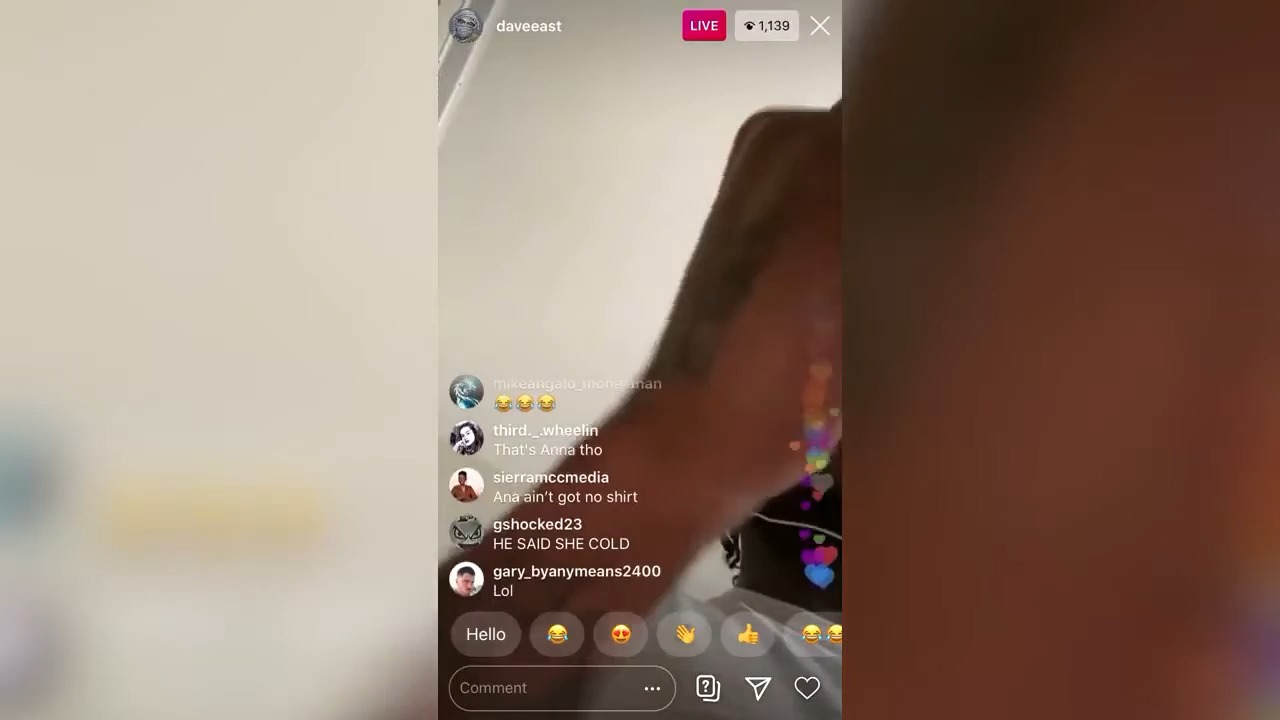 daveeast
LIVE
1,139
mikeangalo_mone
😂😂😂
third._.wheelin
That's Anna tho
sierramccmedia
Ana ain't got no shirt
gshocked23
HE SAID SHE COLD
gary_byanymeans2400
Lol
Hello 😂 😍 👋 👍 😂😂
Comment